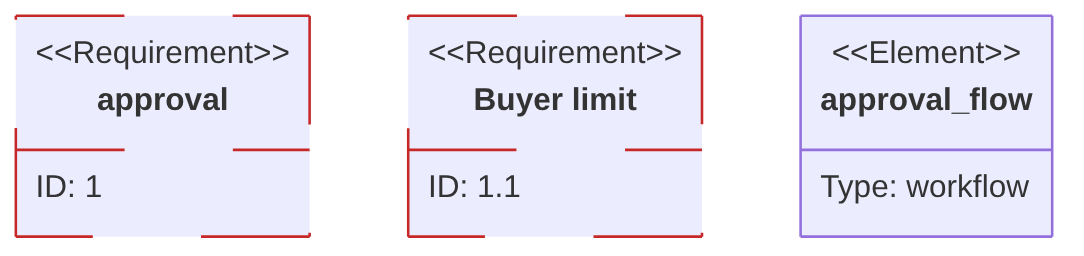 <<Requirement>>
approval
ID: 1
<<Requirement>>
Buyer limit
ID: 1.1
<<Element>>
approval_flow
Type: workflow